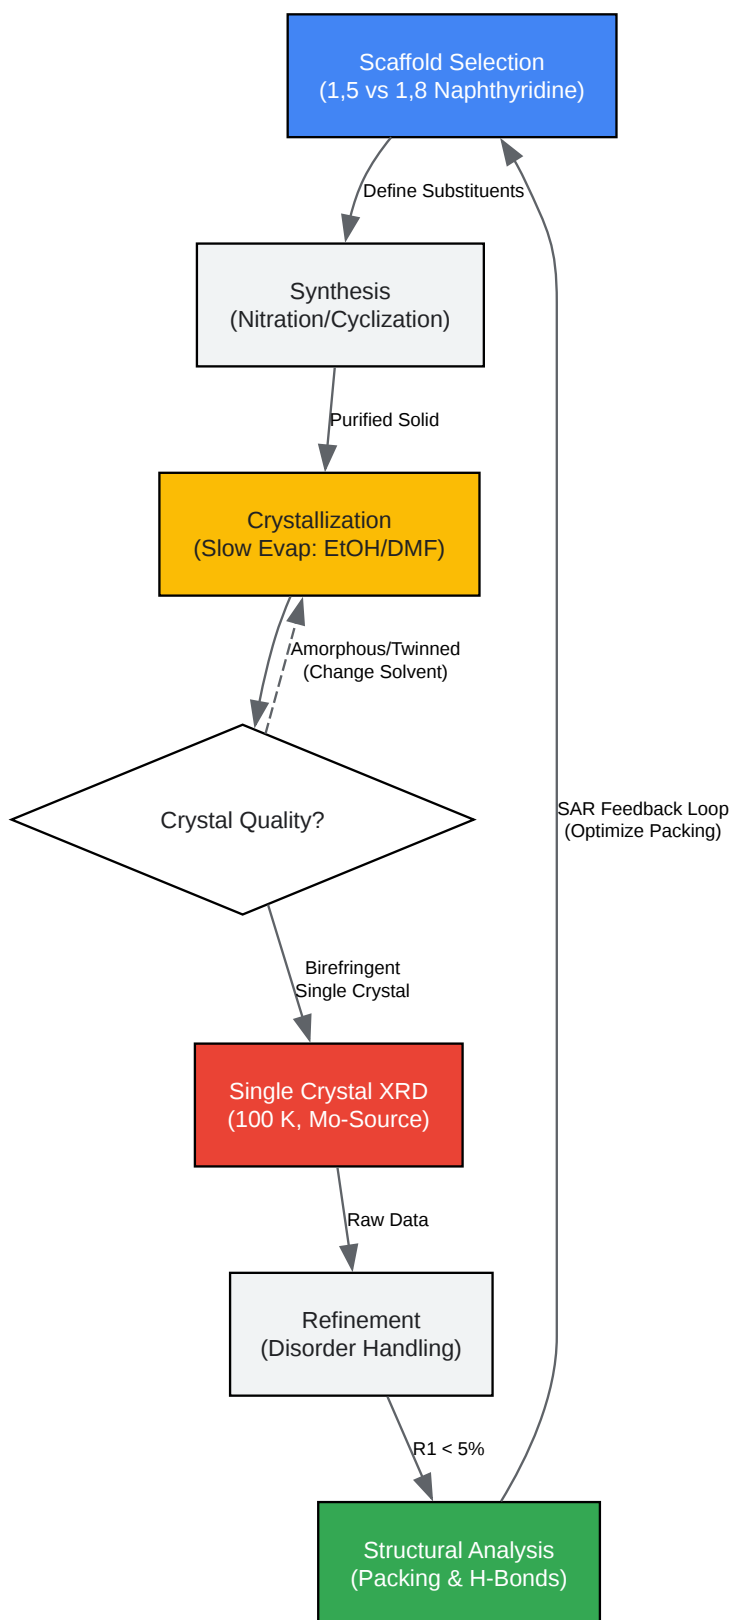 Scaffold Selection
(1,5 vs 1,8 Naphthyridine)
Define Substituents
Synthesis
(Nitration/Cyclization)
Purified Solid
Crystallization
(Slow Evap: EtOH/DMF)
Amorphous/Twinned
(Change Solvent)
Crystal Quality?
SAR Feedback Loop
(Optimize Packing)
Birefringent
Single Crystal
Single Crystal XRD
(100 K, Mo-Source)
Raw Data
Refinement
(Disorder Handling)
R1 < 5%
Structural Analysis
(Packing & H-Bonds)